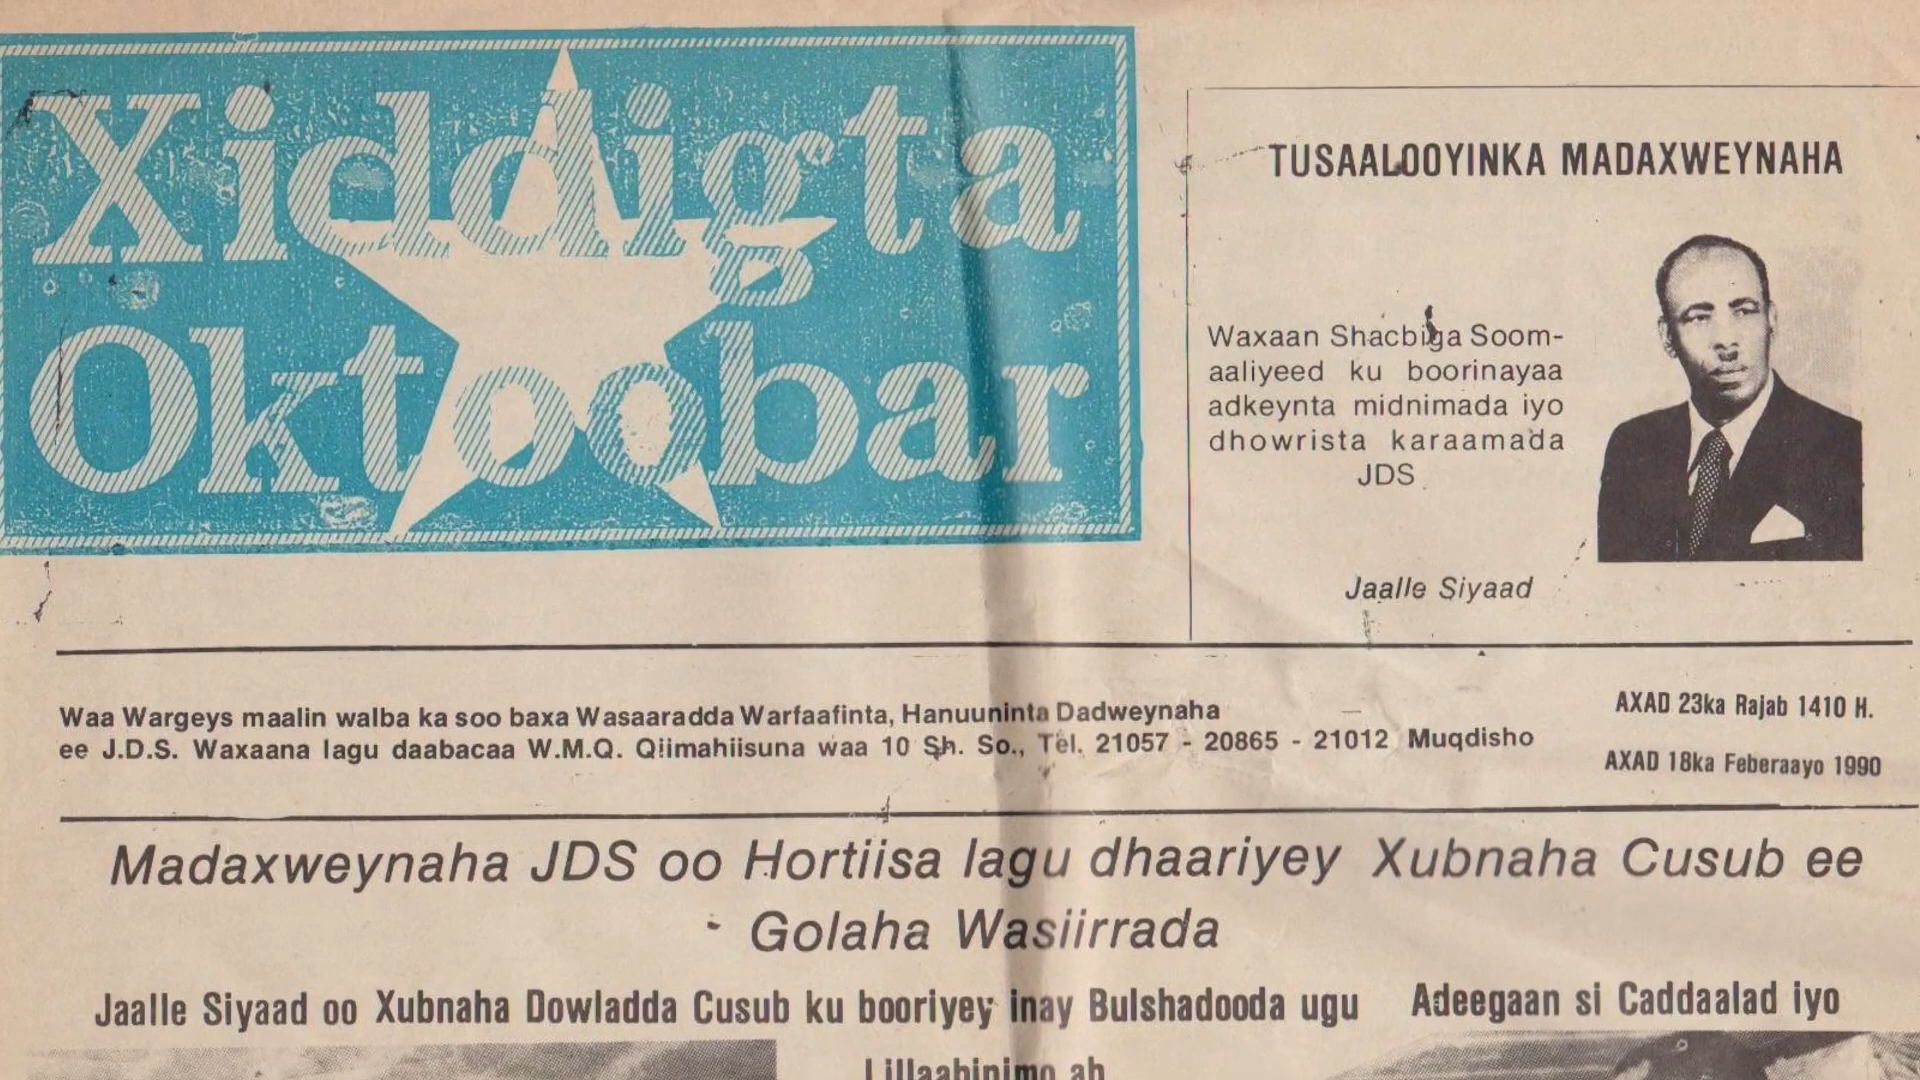 Xiddigta
Oktoobar
TUSAALOOYINKA MADAXWEYNAHA
Waxaan Shacbiga Soom-
aaliyeed ku boorinayaa
adkeynta midnimada iyo
dhowrista karaamada
JDS
Jaalle Siyaad
Waa Wargeys maalin walba ka soo baxa Wasaaradda Warfaafinta, Hanuuninta Dadweynaha
ee J.D.S. Waxaana lagu daabacaa W.M.Q. Qiimahiisuna waa 10 Sh. So., Tel. 21057 - 20865 - 21012 Muqdisho
AXAD 23ka Rajab 1410 H.
AXAD 18ka Feberaayo 1990
Madaxweynaha JDS oo Hortiisa lagu dhaariyey Xubnaha Cusub ee
Golaha Wasiirrada
Jaalle Siyaad oo Xubnaha Dowladda Cusub ku booriyey inay Bulshadooda ugu Adeegaan si Caddaalad iyo
Lillaahinimo ah